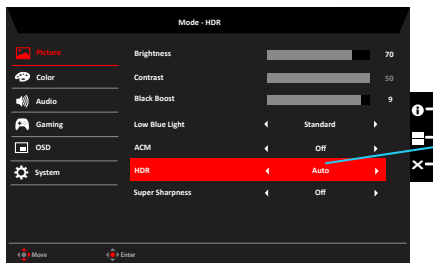 Mode - HDR
Picture
Color
Audio
Gaming
OSD
System
Brightness 70
Contrast 50
Black Boost 9
Low Blue Light Standard
ACM Off
HDR Auto
Super Sharpness Off
Move Enter